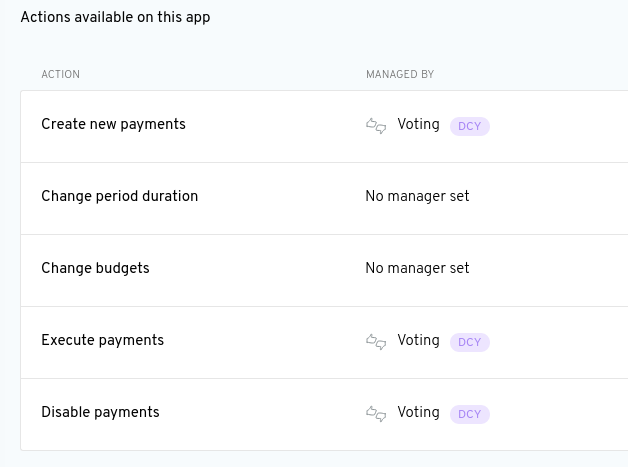 Actions available on this app
ACTION MANAGED BY
Create new payments Voting DCY
Change period duration No manager set
Change budgets No manager set
Execute payments Voting DCY
Disable payments Voting DCY